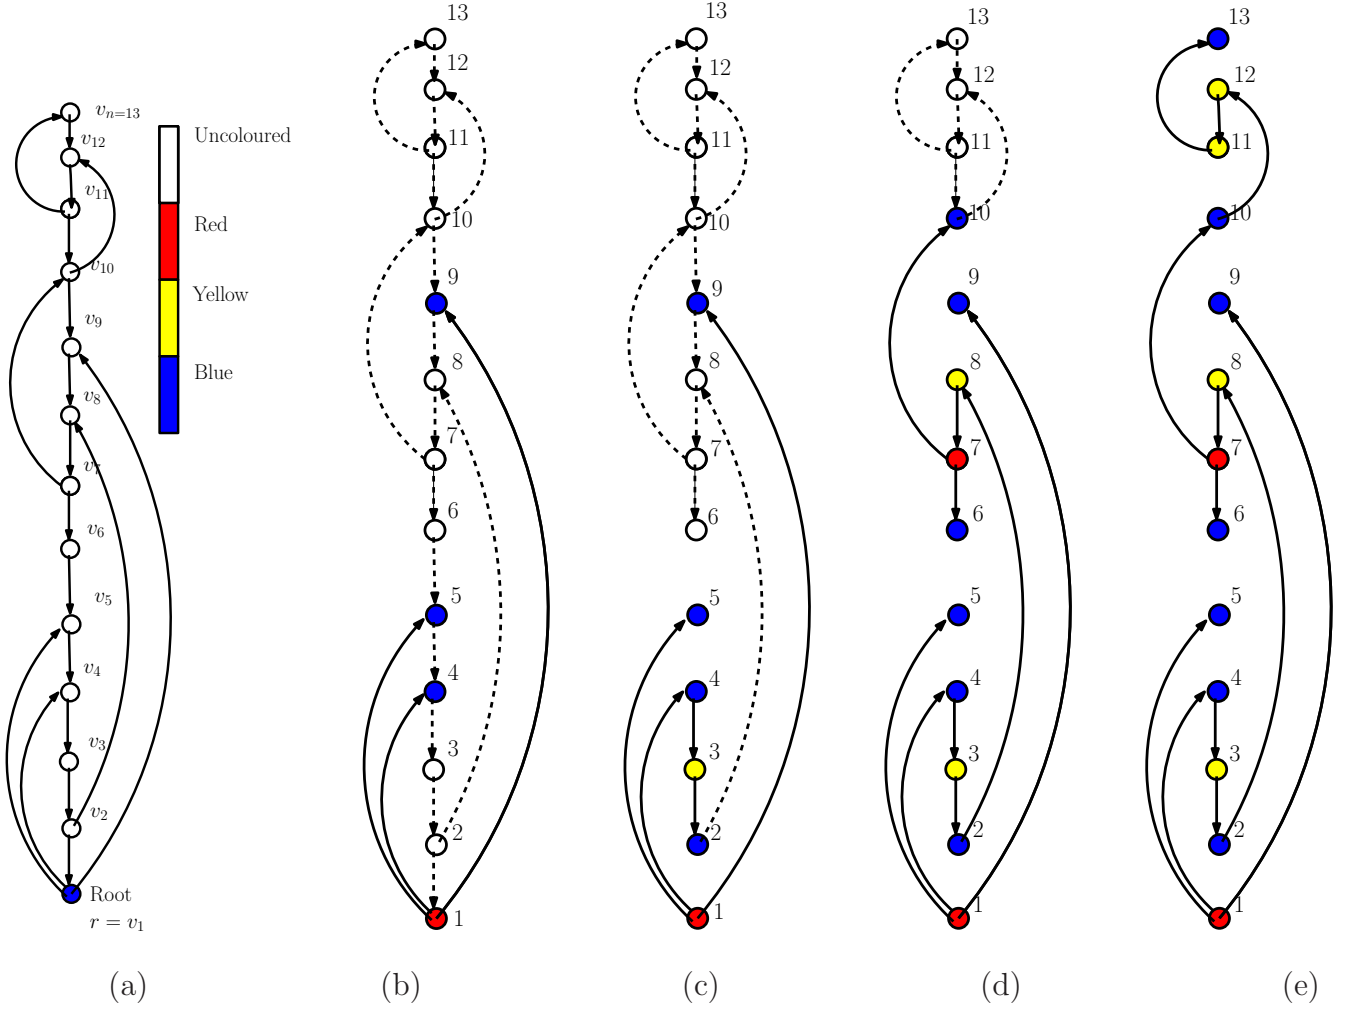 v_{n=13}
v_{12}
v_{11}
v_{10}
v_9
v_8
v_7
v_6
v_5
v_4
v_3
v_2
Root
r = v_1
Uncoloured
Red
Yellow
Blue
(a)
13
12
11
10
9
8
7
6
5
4
3
2
1
(b)
13
12
11
10
9
8
7
6
5
4
3
2
1
(c)
13
12
11
10
9
8
7
6
5
4
3
2
1
(d)
13
12
11
10
9
8
7
6
5
4
3
2
1
(e)